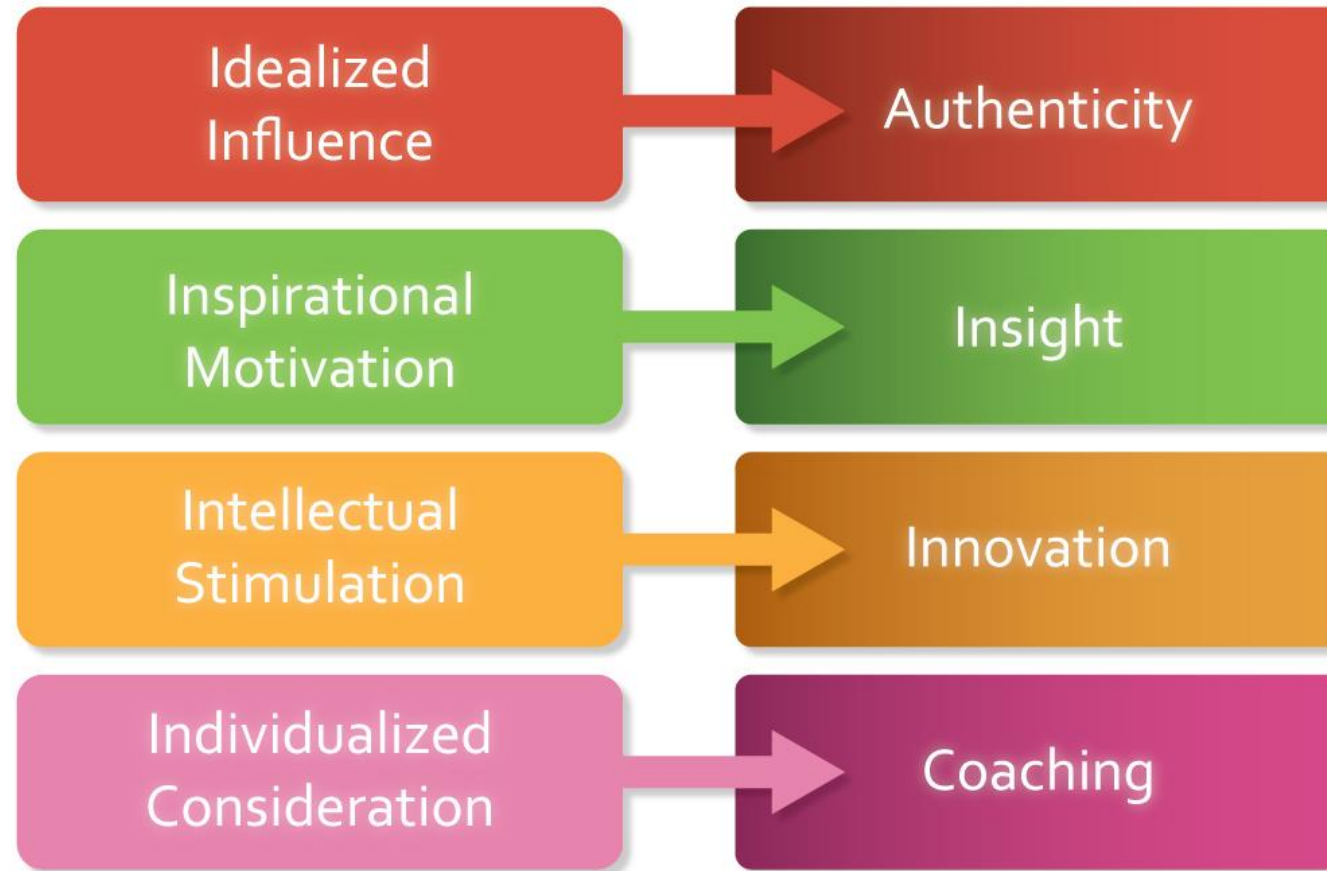 Idealized
Influence
Authenticity
Inspirational
Motivation
Insight
Intellectual
Stimulation
Innovation
Individualized
Consideration
Coaching